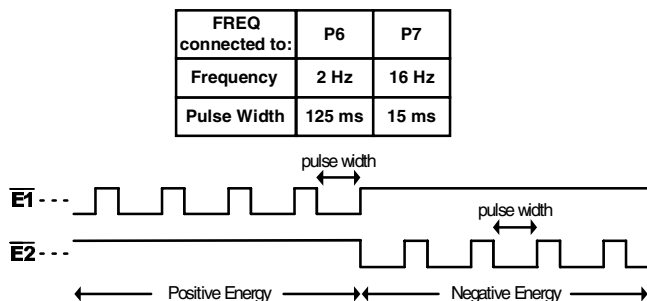 FREQ connected to: P6 P7
Frequency 2 Hz 16 Hz
Pulse Width 125 ms 15 ms
pulse width
E1
pulse width
E2
Positive Energy Negative Energy